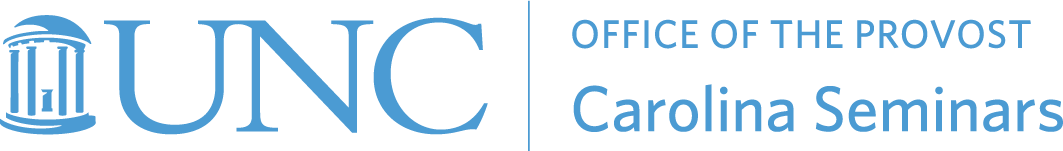 UNC
OFFICE OF THE PROVOST
Carolina Seminars